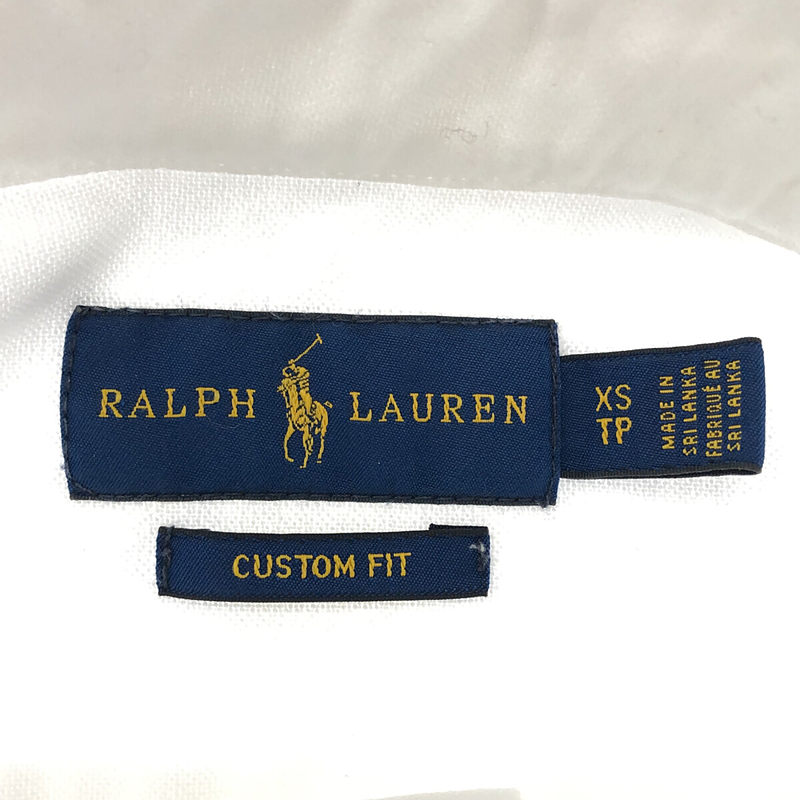 RALPH LAUREN
XS
TP
MADE IN
SRI LANKA
FABRIQUÉ AU
SRI LANKA
CUSTOM FIT